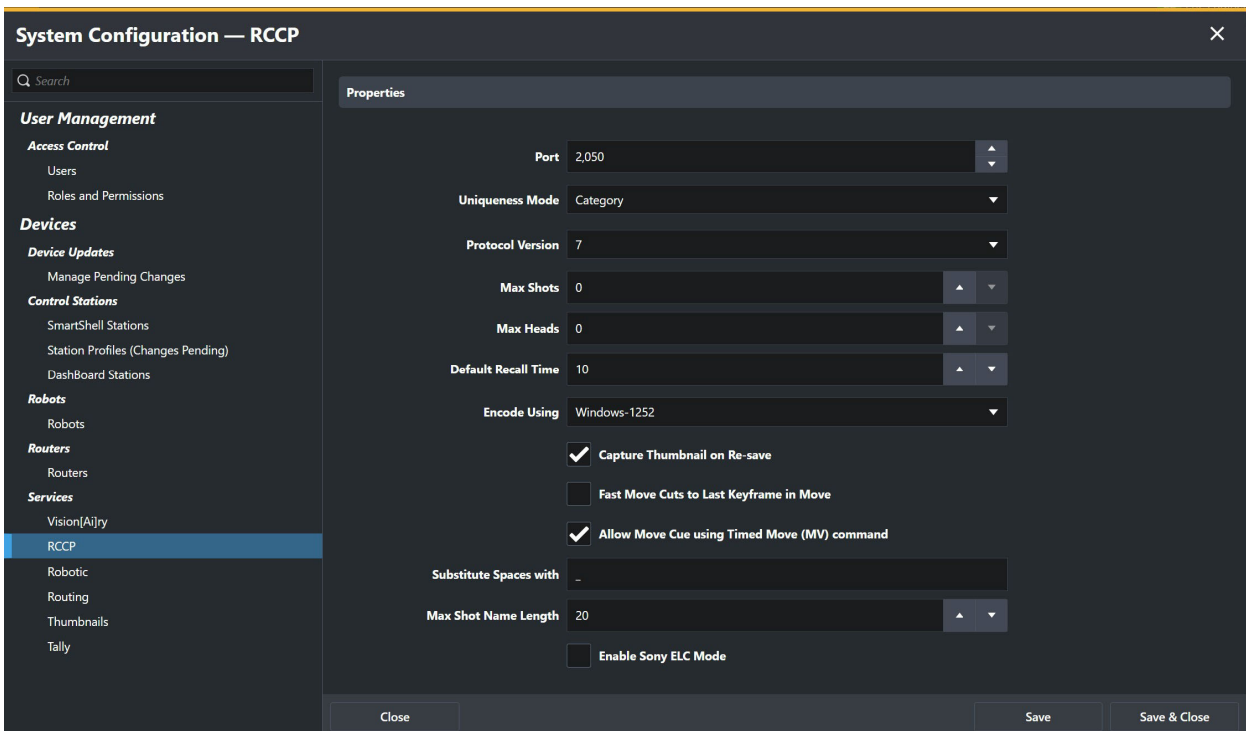 System Configuration — RCCP
Search
User Management
Access Control
Users
Roles and Permissions
Devices
Device Updates
Manage Pending Changes
Control Stations
SmartShell Stations
Station Profiles (Changes Pending)
DashBoard Stations
Robots
Robots
Routers
Routers
Services
Vision[Ai]ry
RCCP
Robotic
Routing
Thumbnails
Tally
Properties
Port 2,050
Uniqueness Mode Category
Protocol Version 7
Max Shots 0
Max Heads 0
Default Recall Time 10
Encode Using Windows-1252
Capture Thumbnail on Re-save
Fast Move Cuts to Last Keyframe in Move
Allow Move Cue using Timed Move (MV) command
Substitute Spaces with _
Max Shot Name Length 20
Enable Sony ELC Mode
Close Save Save & Close